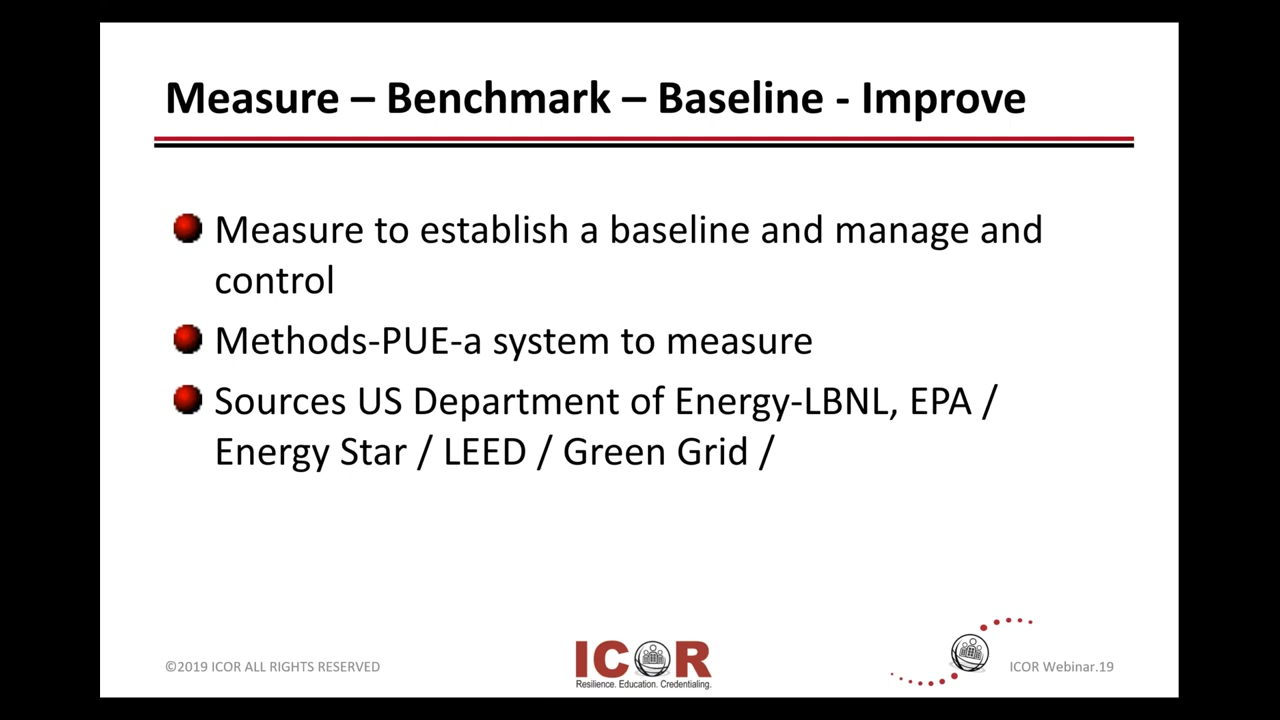 Measure – Benchmark – Baseline - Improve
Measure to establish a baseline and manage and
control
Methods-PUE-a system to measure
Sources US Department of Energy-LBNL, EPA /
Energy Star / LEED / Green Grid /
©2019 ICOR ALL RIGHTS RESERVED
ICOR
Resilience. Education. Credentialing.
ICOR Webinar.19